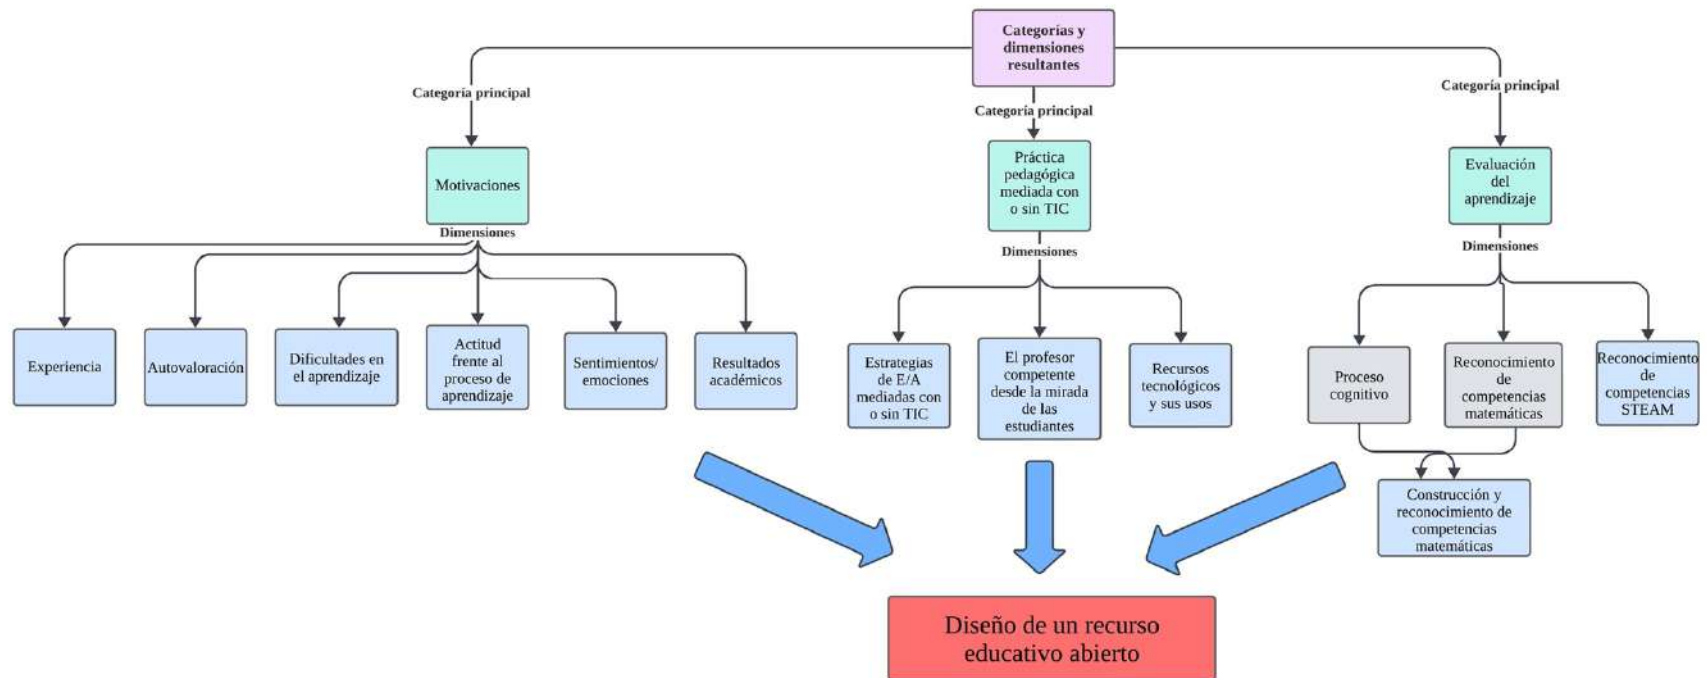 Categorías y
dimensiones
resultantes
Categoría principal
Categoría principal
Categoría principal
Motivaciones
Práctica
pedagógica
mediada con
o sin TIC
Evaluación
del
aprendizaje
Dimensiones
Dimensiones
Dimensiones
Experiencia
Autovaloración
Dificultades en
el aprendizaje
Actitud
frente al
proceso de
aprendizaje
Sentimientos/
emociones
Resultados
académicos
Estrategias
de E/A
mediadas con
o sin TIC
El profesor
competente
desde la mirada
de las
estudiantes
Recursos
tecnológicos
y sus usos
Proceso
cognitivo
Reconocimiento
de
competencias
matemáticas
Reconocimiento
de
competencias
STEAM
Construcción y
reconocimiento de
competencias
matemáticas
Diseño de un recurso
educativo abierto